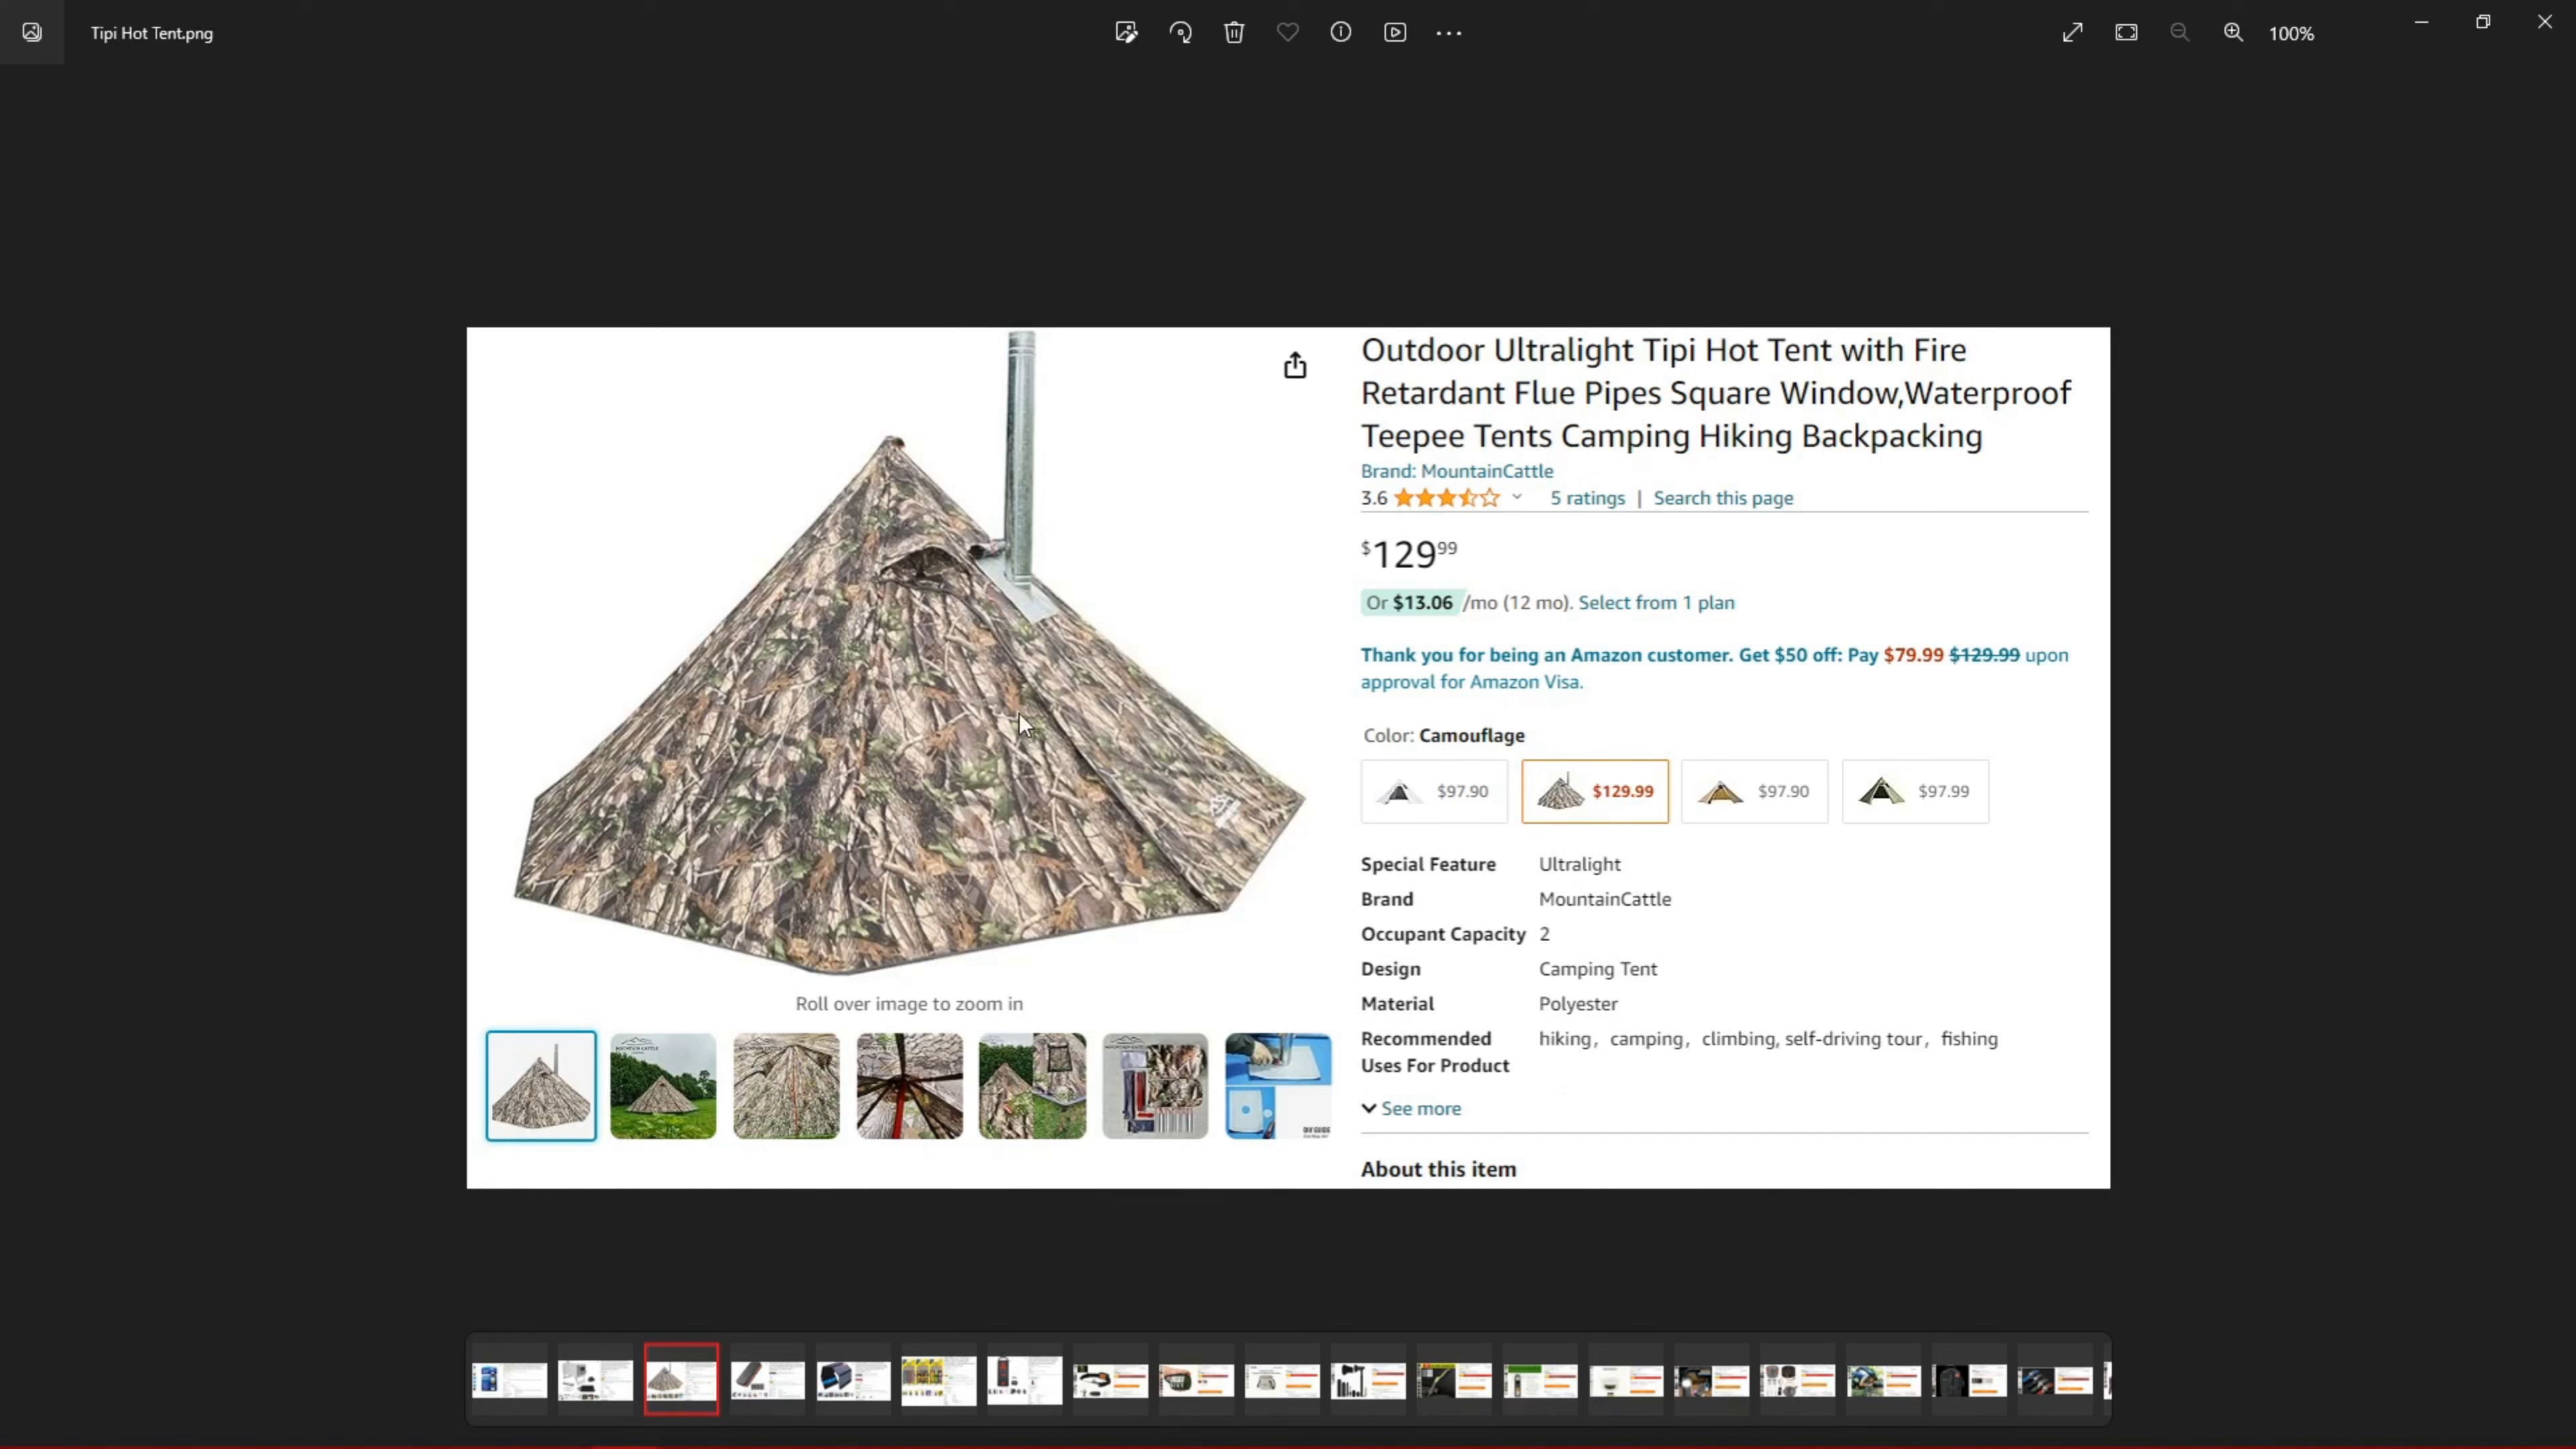 Tipi Hot Tent.png
100%
Outdoor Ultralight Tipi Hot Tent with Fire
Retardant Flue Pipes Square Window,Waterproof
Teepee Tents Camping Hiking Backpacking
Brand: MountainCattle
3.6
5 ratings | Search this page
$129 99
Or $13.06 /mo (12 mo). Select from 1 plan
Thank you for being an Amazon customer. Get $50 off: Pay $79.99 $129.99 upon
approval for Amazon Visa.
Color: Camouflage
$97.90
$129.99
$97.90
$97.99
Special Feature Ultralight
Brand MountainCattle
Occupant Capacity 2
Design Camping Tent
Material Polyester
Recommended hiking, camping, climbing, self-driving tour, fishing
Uses For Product
See more
About this item
Roll over image to zoom in
MOUNTAIN CATTLE
DIY GUIDE